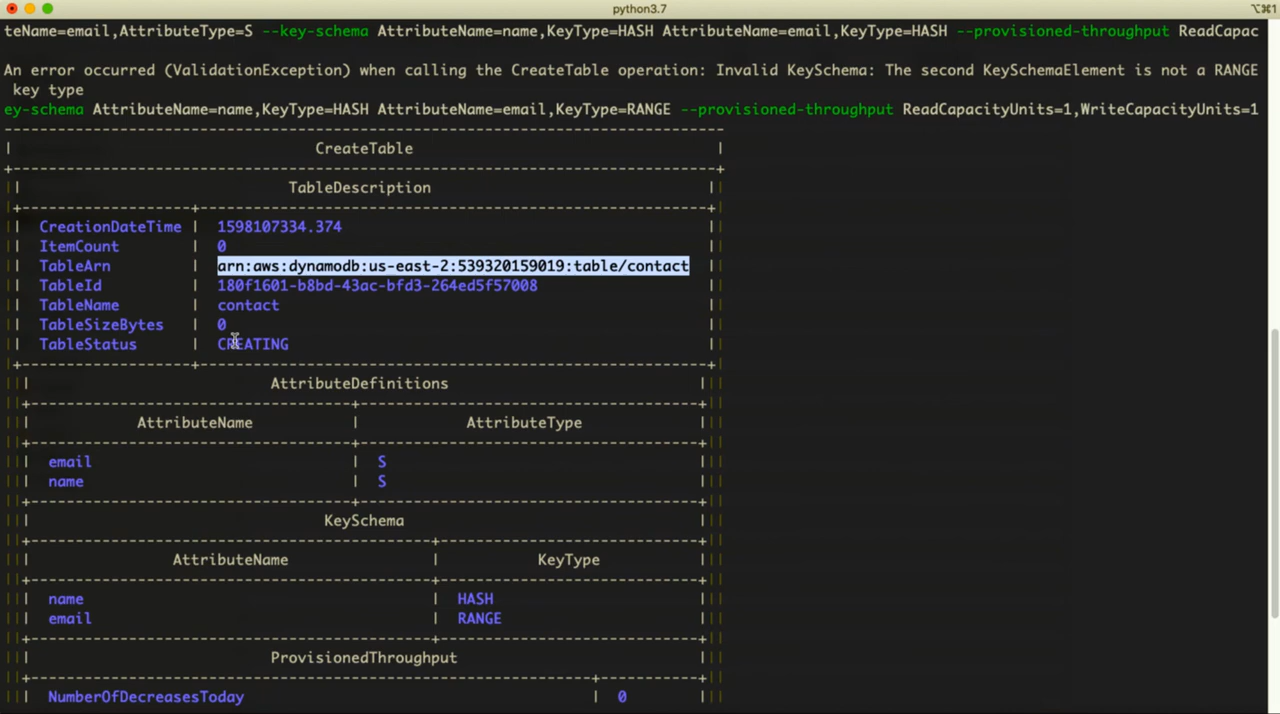 python3.7
⌥⌘1
teName=email,AttributeType=S --key-schema AttributeName=name,KeyType=HASH AttributeName=email,KeyType=HASH --provisioned-throughput ReadCapac
An error occurred (ValidationException) when calling the CreateTable operation: Invalid KeySchema: The second KeySchemaElement is not a RANGE
key type
ey-schema AttributeName=name,KeyType=HASH AttributeName=email,KeyType=RANGE --provisioned-throughput ReadCapacityUnits=1,WriteCapacityUnits=1
CreateTable
TableDescription
CreationDateTime | 1598107334.374
ItemCount | 0
TableArn | arn:aws:dynamodb:us-east-2:539320159019:table/contact
TableId | 180f1601-b8bd-43ac-bfd3-264ed5f57008
TableName | contact
TableSizeBytes | 0
TableStatus | CREATING
AttributeDefinitions
AttributeName | AttributeType
email | S
name | S
KeySchema
AttributeName | KeyType
name | HASH
email | RANGE
ProvisionedThroughput
NumberOfDecreasesToday | 0